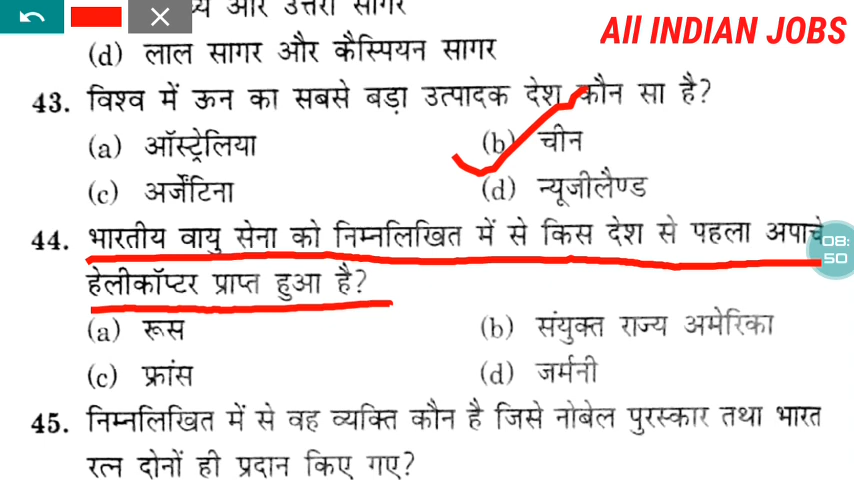 और उत्तरी सागर
All INDIAN JOBS
(d) लाल सागर और कैस्पियन सागर
43. विश्व में ऊन का सबसे बड़ा उत्पादक देश कौन सा है?
(a) ऑस्ट्रेलिया (b) चीन
(c) अर्जेंटिना (d) न्यूजीलैण्ड
44. भारतीय वायु सेना को निम्नलिखित में से किस देश से पहला अपाचे
08:50
हेलीकॉप्टर प्राप्त हुआ है?
(a) रूस (b) संयुक्त राज्य अमेरिका
(c) फ्रांस (d) जर्मनी
45. निम्नलिखित में से वह व्यक्ति कौन है जिसे नोबेल पुरस्कार तथा भारत
रत्न दोनों ही प्रदान किए गए?